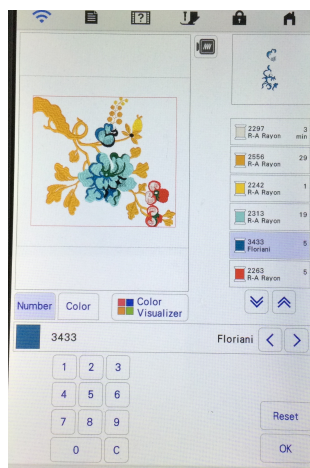 ?
2297 3
R-A Rayon min
2556 29
R-A Rayon
2242 1
R-A Rayon
2313 19
R-A Rayon
3433 5
Floriani
2263 5
R-A Rayon
Number Color Color
Visualizer
3433 Floriani < >
1 2 3
4 5 6
7 8 9
0 C
Reset
OK